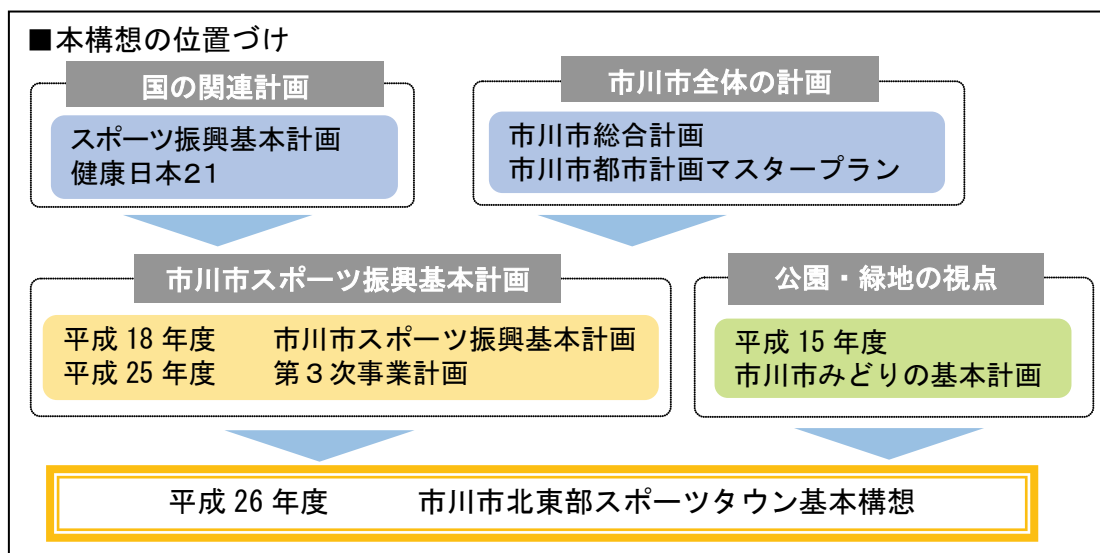 ■本構想の位置づけ
国の関連計画
スポーツ振興基本計画
健康日本21
市川市全体の計画
市川市総合計画
市川市都市計画マスタープラン
市川市スポーツ振興基本計画
平成 18 年度 市川市スポーツ振興基本計画
平成 25 年度 第３次事業計画
公園・緑地の視点
平成 15 年度
市川市みどりの基本計画
平成 26 年度 市川市北東部スポーツタウン基本構想